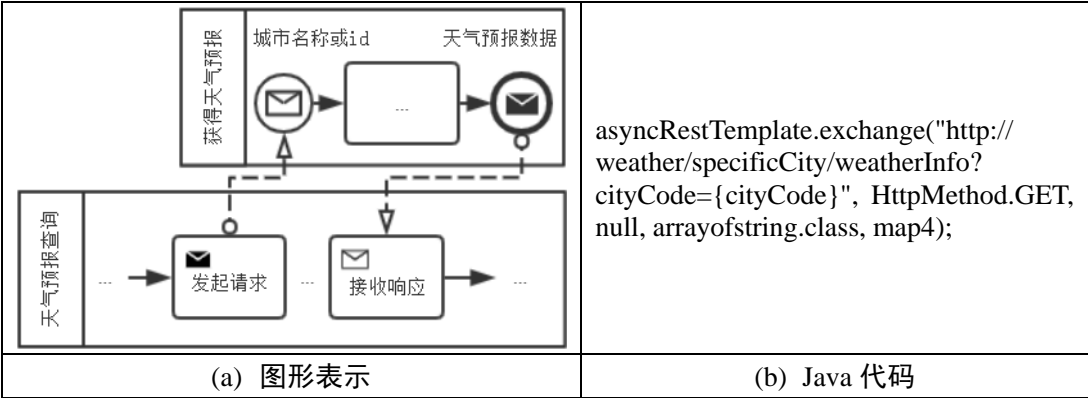 城市名称或id 天气预报数据
获得天气预报
...
天气预报查询
... 发起请求 ... 接收响应 ...
asyncRestTemplate.exchange("http://
weather/specificCity/weatherInfo?
cityCode={cityCode}", HttpMethod.GET,
null, arrayofstring.class, map4);
(a) 图形表示
(b) Java 代码